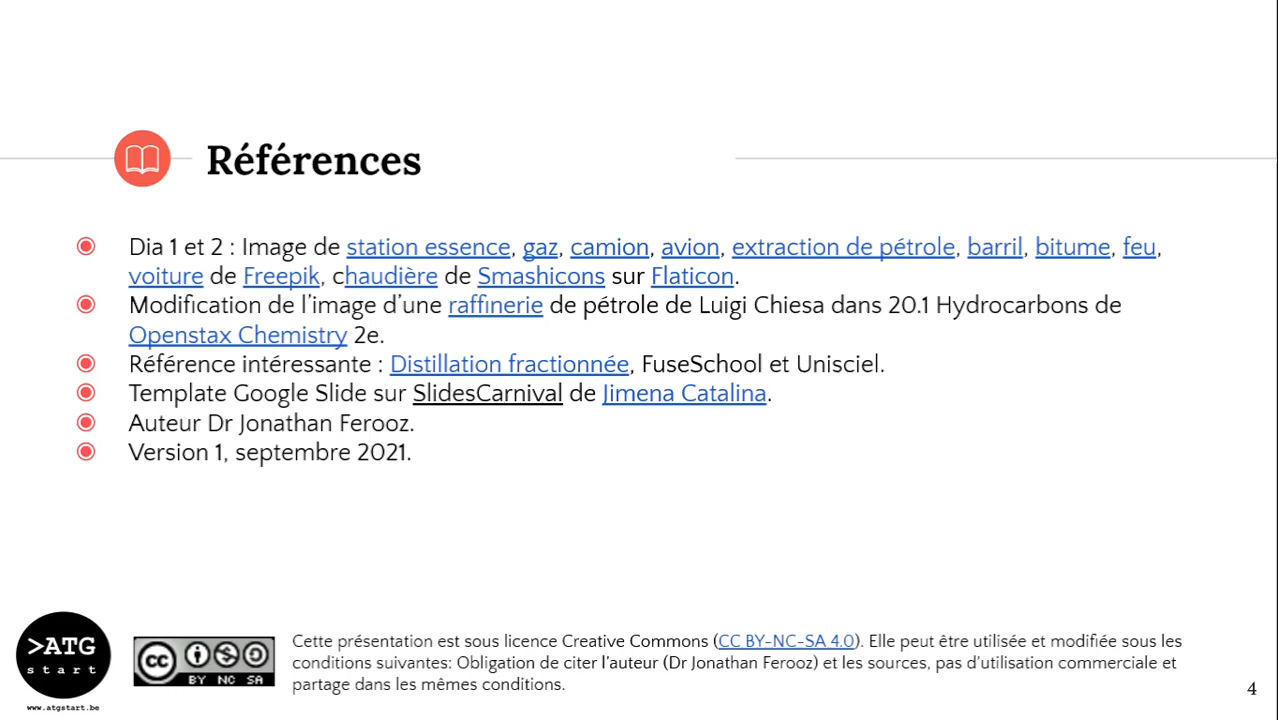 Références
Dia 1 et 2 : Image de station essence, gaz, camion, avion, extraction de pétrole, barril, bitume, feu,
voiture de Freepik, chaudière de Smashicons sur Flaticon.
Modification de l'image d'une raffinerie de pétrole de Luigi Chiesa dans 20.1 Hydrocarbons de
Openstax Chemistry 2e.
Référence intéressante : Distillation fractionnée, FuseSchool et Unisciel.
Template Google Slide sur SlidesCarnival de Jimena Catalina.
Auteur Dr Jonathan Ferooz.
Version 1, septembre 2021.
>ATG
start
www.atgstart.be
cc
BY NC SA
Cette présentation est sous licence Creative Commons (CC BY-NC-SA 4.0). Elle peut être utilisée et modifiée sous les
conditions suivantes: Obligation de citer l'auteur (Dr Jonathan Ferooz) et les sources, pas d'utilisation commerciale et
partage dans les mêmes conditions.
4